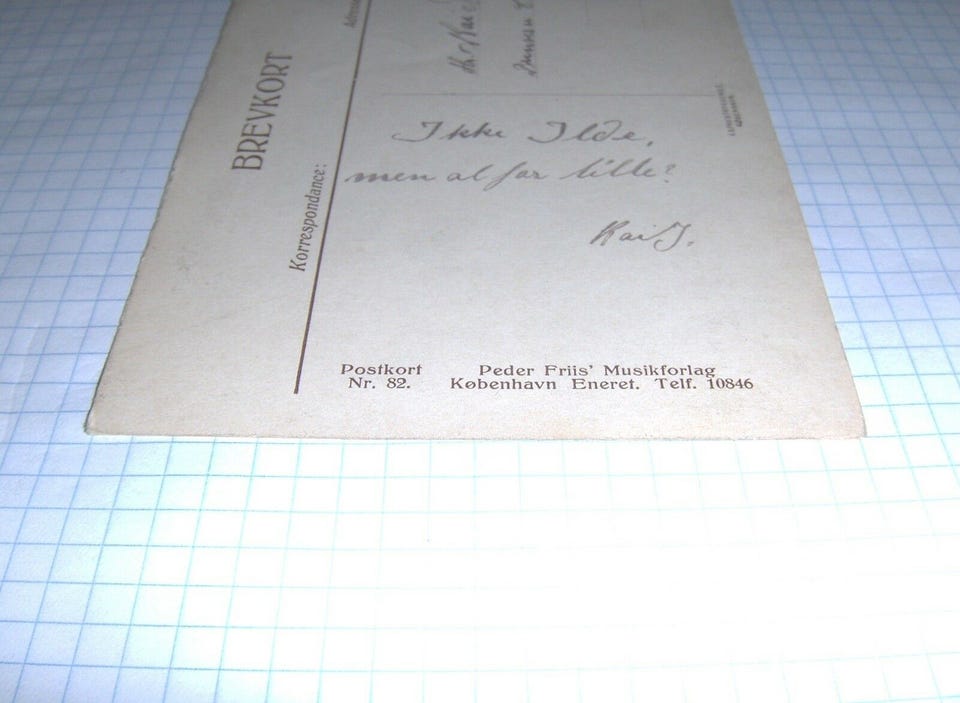 BREVKORT
Korrespondance:
Ikke Ilde,
men al for lille?
Kai J.
Postkort
Nr. 82.
Peder Friis' Musikforlag
København Eneret. Telf. 10846